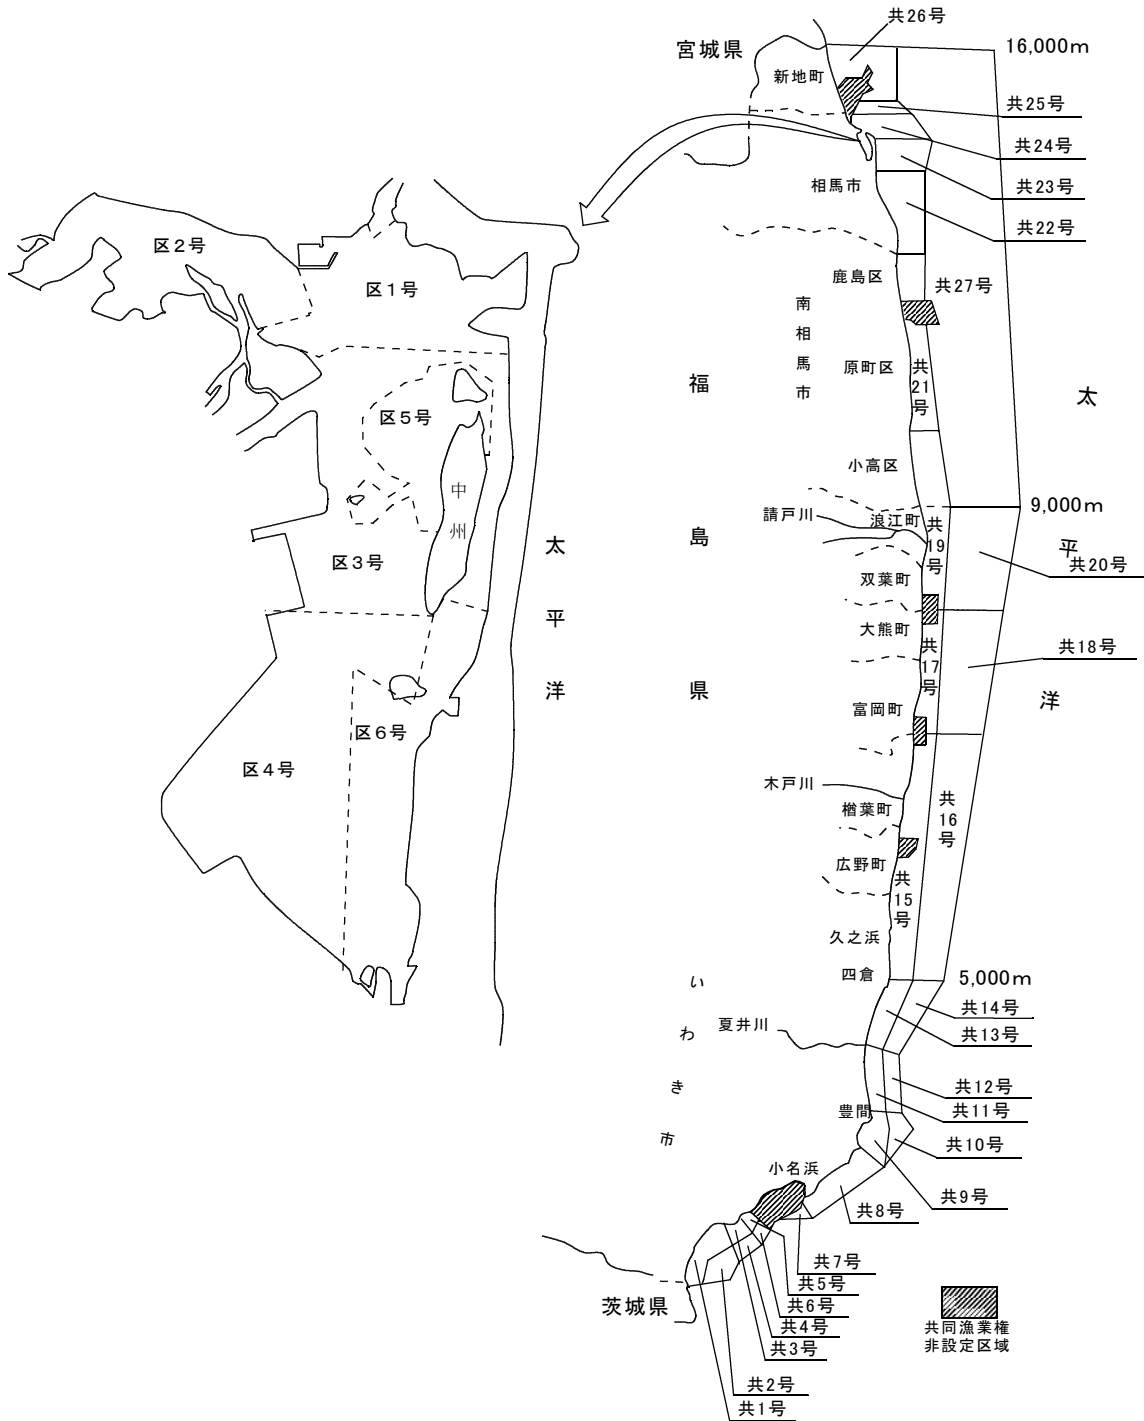 共26号
宮城県
16,000m
新地町
共25号
共24号
共23号
相馬市
共22号
区2号
区1号
鹿島区
共27号
南相馬市
原町区
共21号
福島県
太平洋
区5号
小高区
中州
9,000m
請戸川
浪江町
共19号
共20号
区3号
双葉町
太平洋
大熊町
共17号
共18号
富岡町
区6号
区4号
木戸川
楢葉町
共16号
広野町
共15号
久之浜
四倉
5,000m
いわき市
共14号
夏井川
共13号
共12号
豊間
共11号
共10号
小名浜
共9号
共8号
共7号
共5号
茨城県
共6号
共4号
共3号
共同漁業権
非設定区域
共2号
共1号